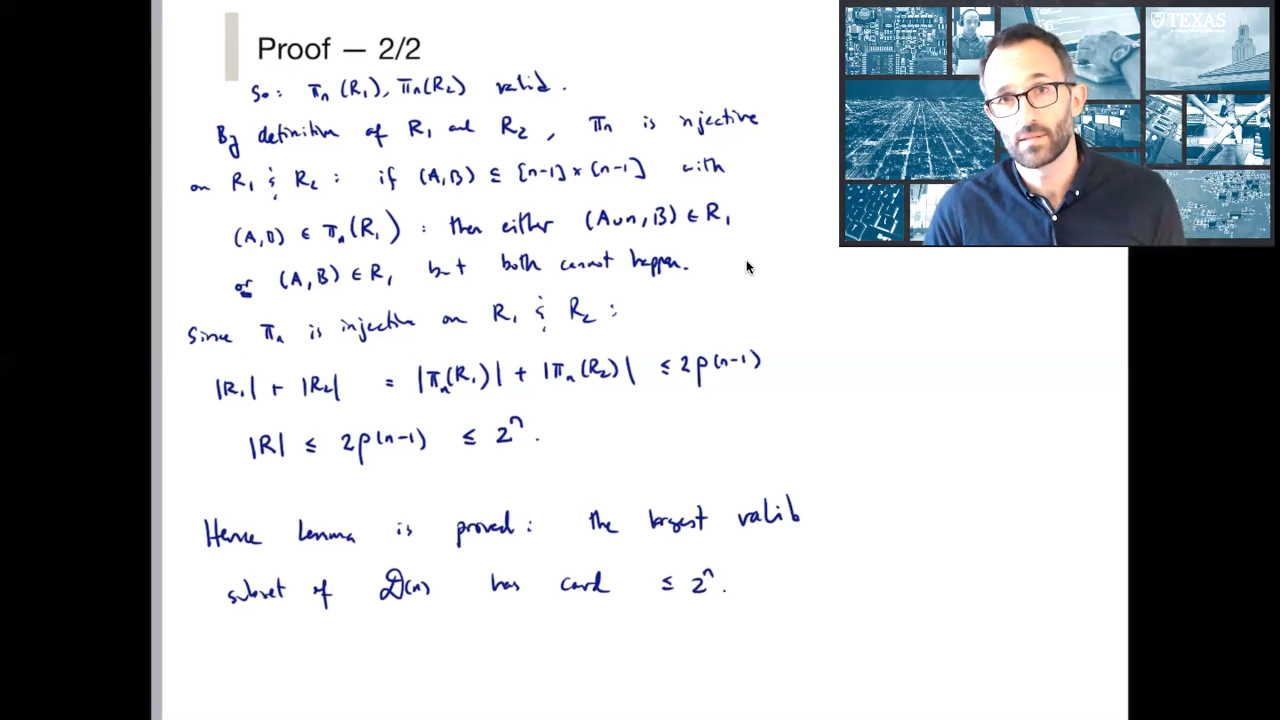 Proof — 2/2
So: πₙ(R₁), πₙ(R₂) valid.
By definition of R₁ and R₂, πₙ is injective
on R₁ & R₂ : if (A,B) ⊆ [n-1] × [n-1] with
(A,B) ∈ πₙ(R₁) : then either (A∪n, B) ∈ R₁
or (A,B) ∈ R₁ but both cannot happen.
Since πₙ is injective on R₁ & R₂ :
|R₁| + |R₂| = |πₙ(R₁)| + |πₙ(R₂)| ≤ 2p(n-1)
|R| ≤ 2p(n-1) ≤ 2ⁿ.
Hence Lemma is proved : the largest valid
subset of 𝒟(n) has card ≤ 2ⁿ.
TEXAS